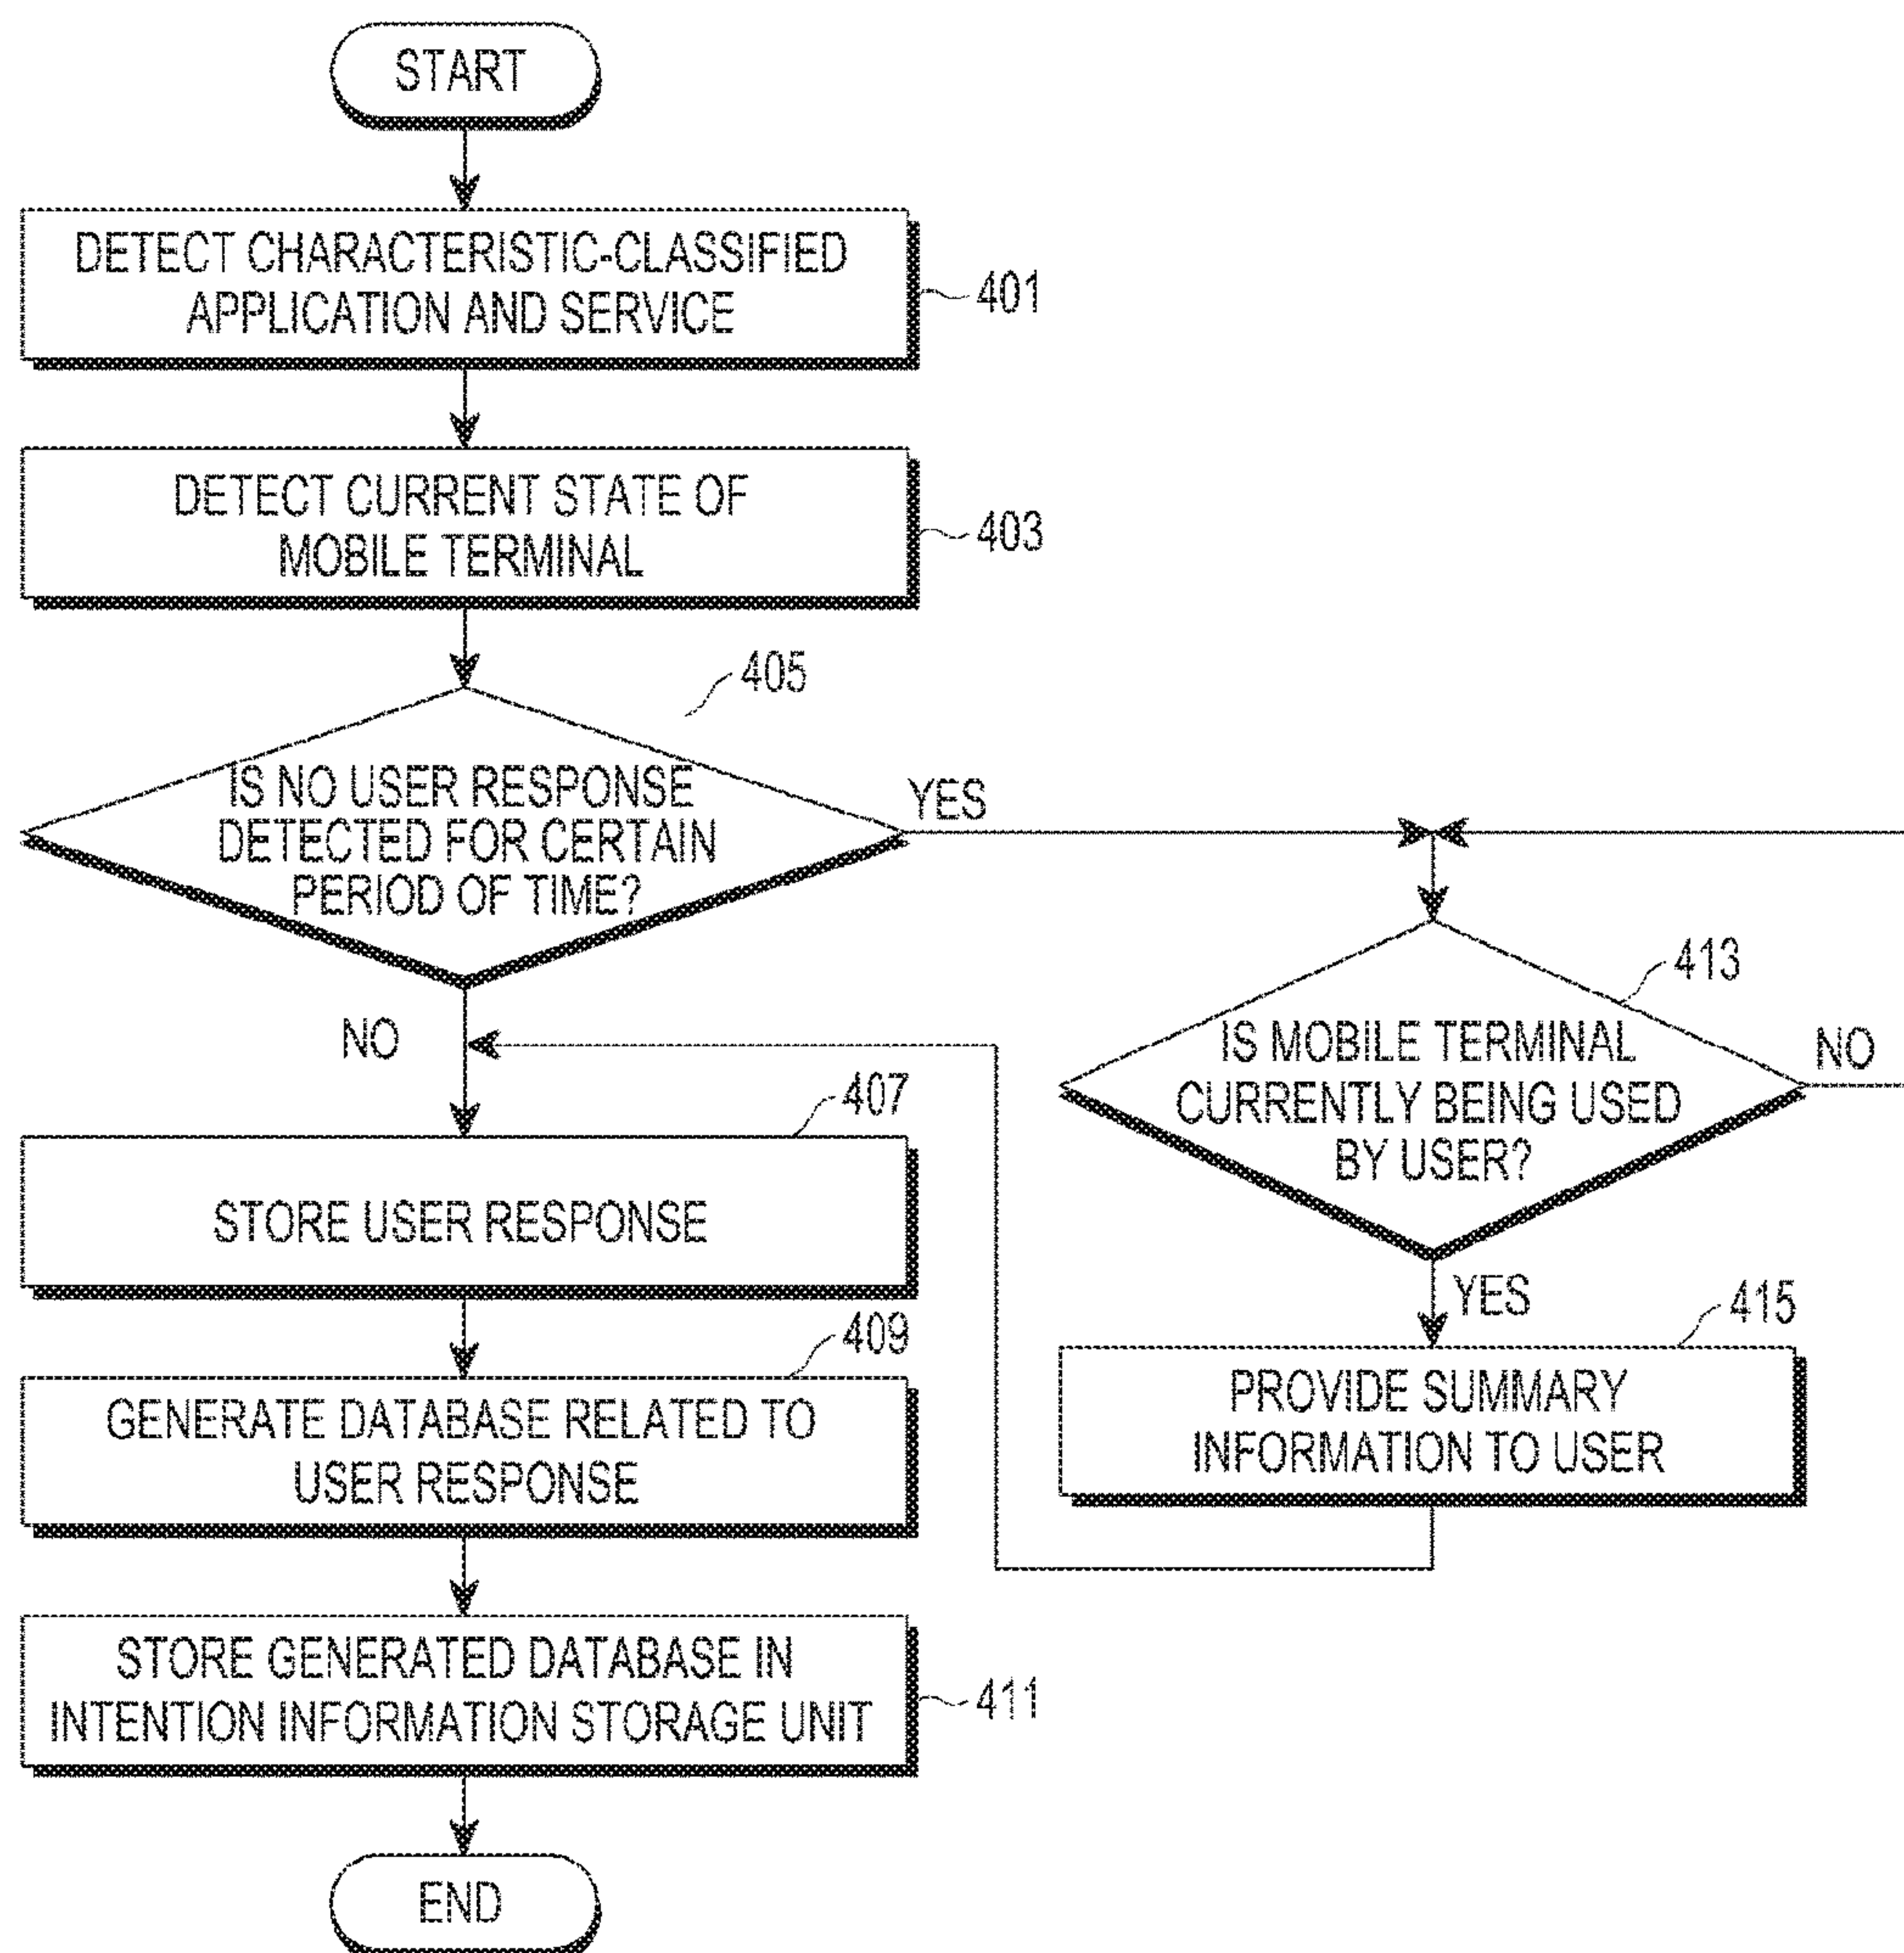 START
DETECT CHARACTERISTIC-CLASSIFIED
APPLICATION AND SERVICE
401
DETECT CURRENT STATE OF
MOBILE TERMINAL
403
405
IS NO USER RESPONSE
DETECTED FOR CERTAIN
PERIOD OF TIME?
YES
NO
413
IS MOBILE TERMINAL
CURRENTLY BEING USED
BY USER?
NO
YES
407
STORE USER RESPONSE
415
PROVIDE SUMMARY
INFORMATION TO USER
409
GENERATE DATABASE RELATED TO
USER RESPONSE
STORE GENERATED DATABASE IN
INTENTION INFORMATION STORAGE UNIT
411
END